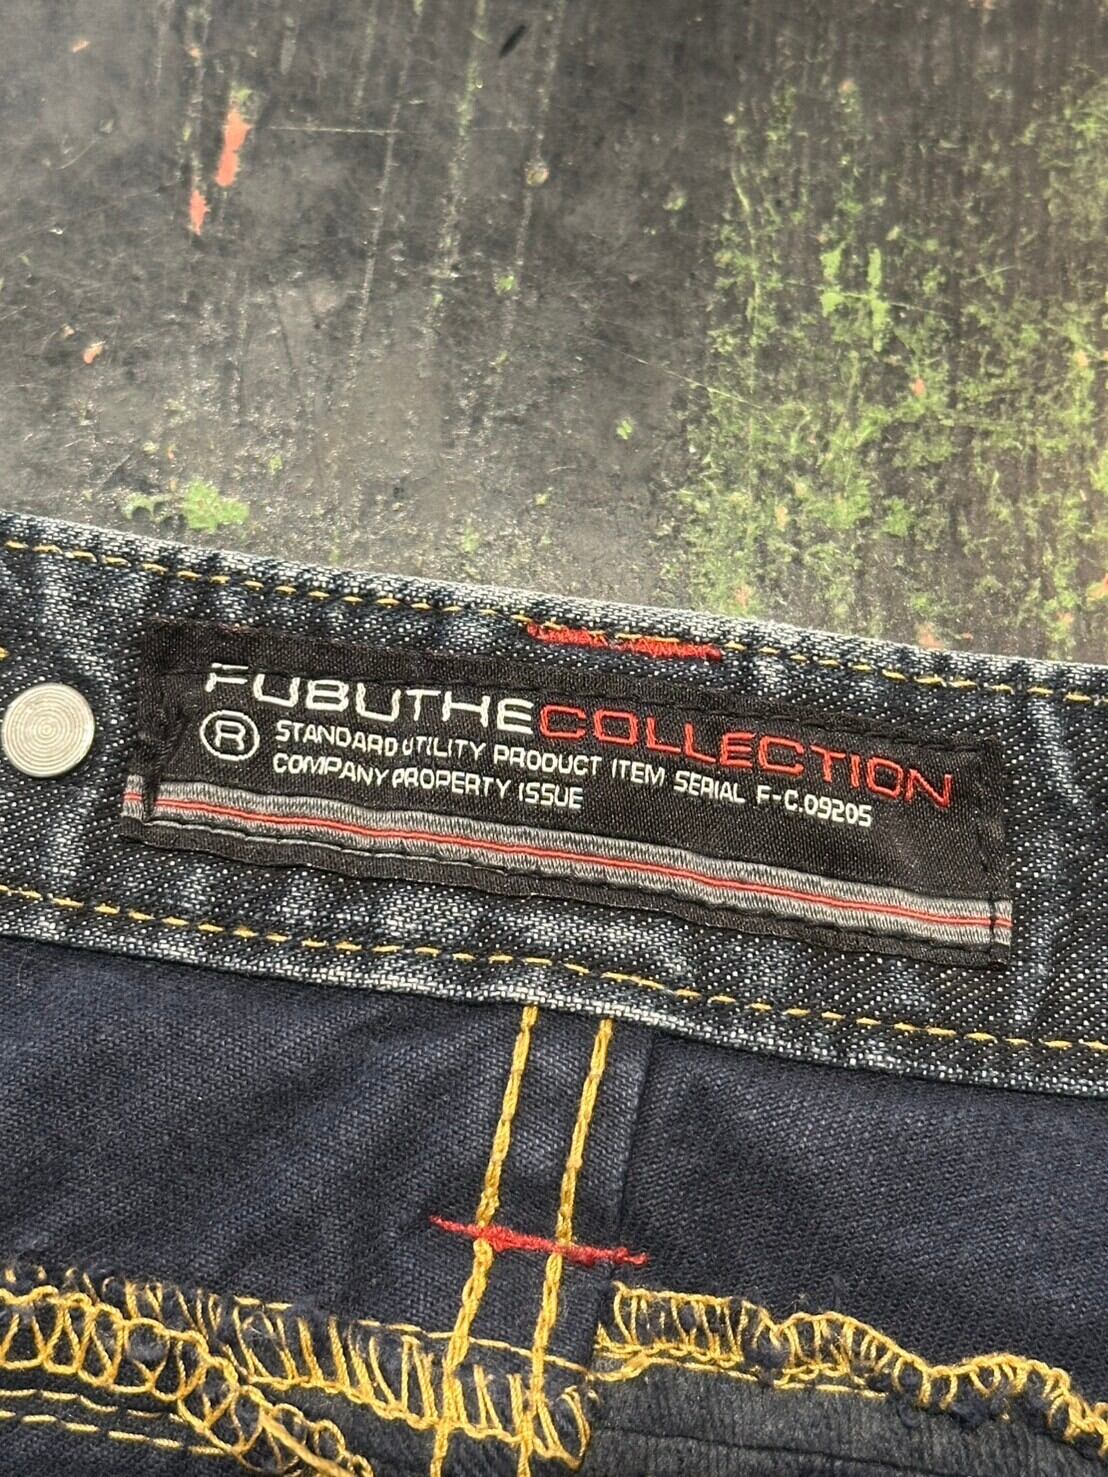 FUBUTHECOLLECTION
® STANDARD UTILITY PRODUCT ITEM SERIAL F-C.09205
COMPANY PROPERTY ISSUE